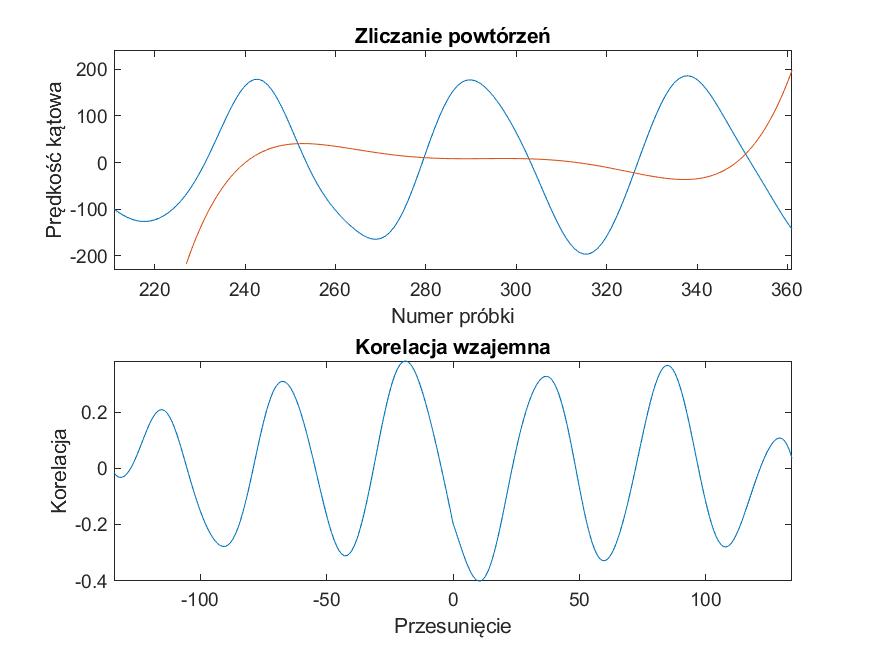 Zliczanie powtórzeń
Prędkość kątowa
200
100
0
-100
-200
220 240 260 280 300 320 340 360
Numer próbki
Korelacja wzajemna
Korelacja
0.2
0
-0.2
-0.4
-100 -50 0 50 100
Przesunięcie